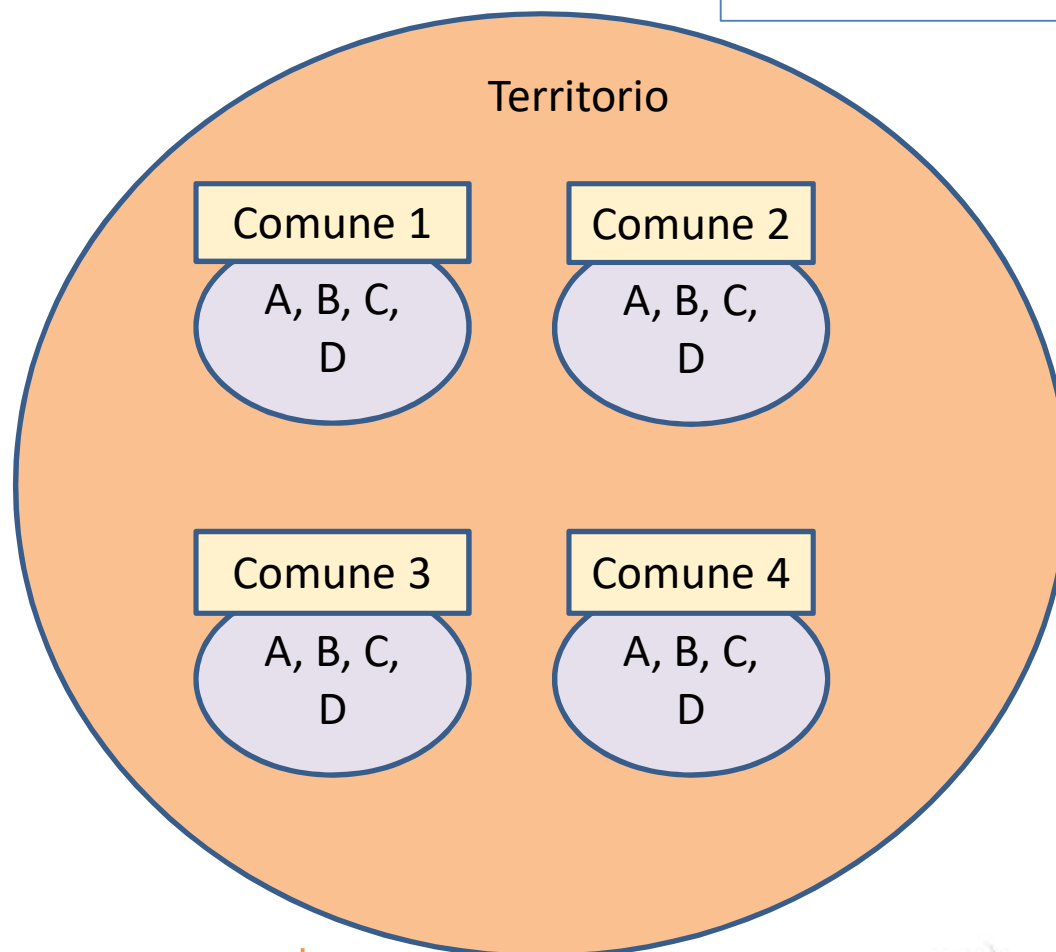 Territorio
Comune 1
Comune 2
A, B, C,
D
A, B, C,
D
Comune 3
Comune 4
A, B, C,
D
A, B, C,
D